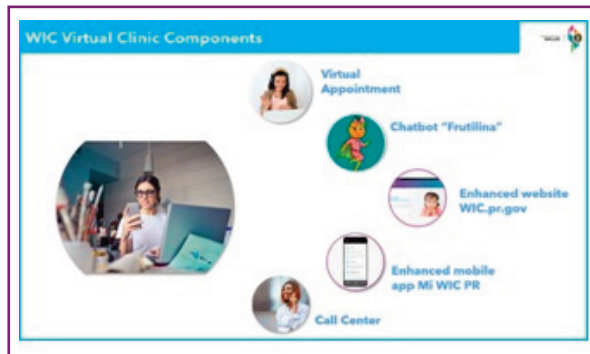 WIC Virtual Clinic Components
Virtual
Appointment
Chatbot "Frutilina"
Enhanced website
WIC.pr.gov
Enhanced mobile
app Mi WIC PR
Call Center